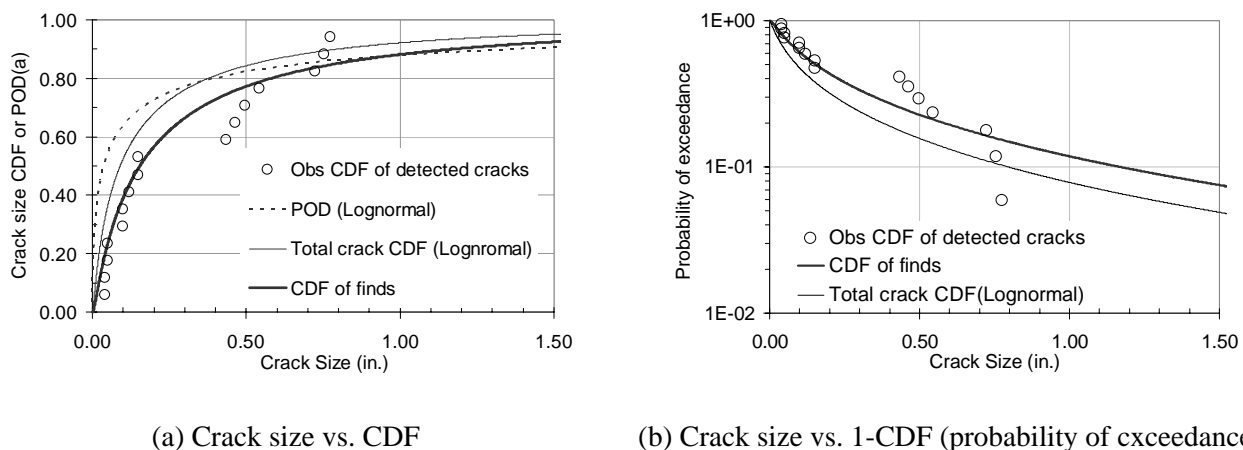 Crack size CDF or POD(a)
1.00
0.80
0.60
0.40
0.20
0.00
Obs CDF of detected cracks
POD (Lognormal)
Total crack CDF (Lognromal)
CDF of finds
0.00 0.50 1.00 1.50
Crack Size (in.)
(a) Crack size vs. CDF
Probability of exceedance
1E+00
1E-01
1E-02
Obs CDF of detected cracks
CDF of finds
Total crack CDF(Lognormal)
0.00 0.50 1.00 1.50
Crack Size (in.)
(b) Crack size vs. 1-CDF (probability of cxceedance